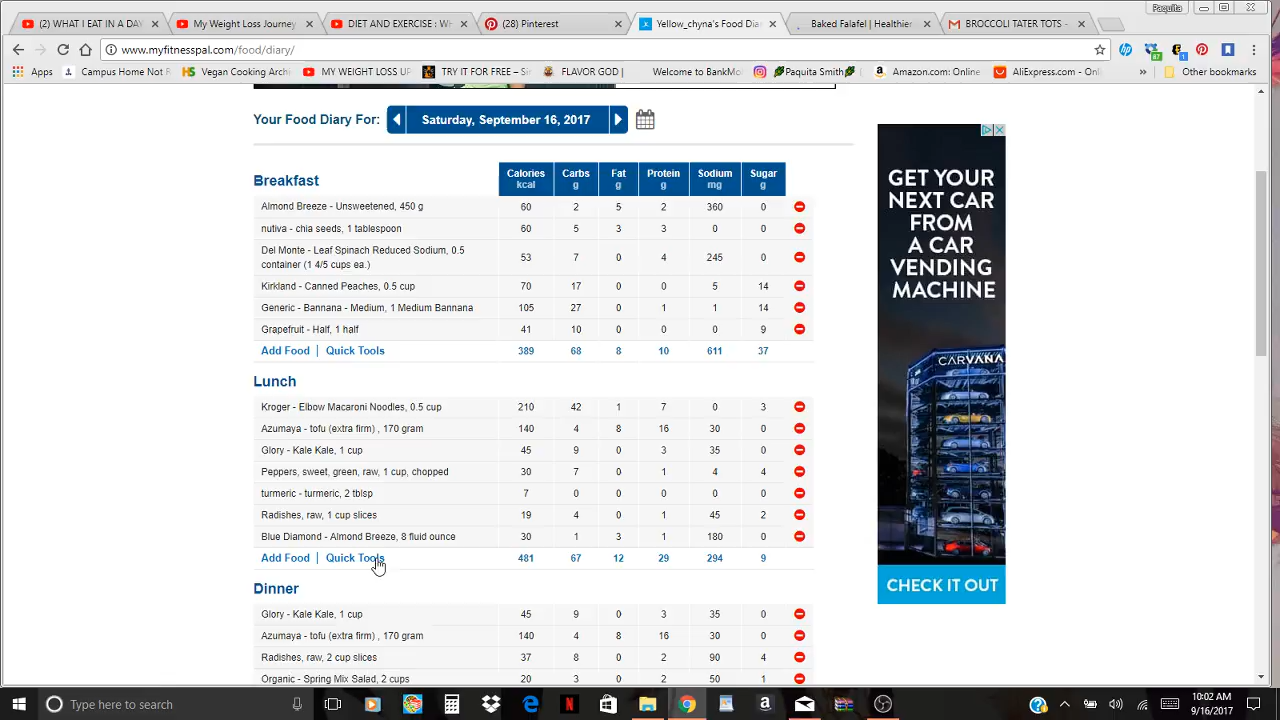 (2) WHAT I EAT IN A DAY
My Weight Loss Journey
DIET AND EXERCISE : WH
(28) Pinterest
Yellow_chyna's Food Diar
Baked Falafel | Healthier
BROCCOLI TATER TOTS -
Paquita
www.myfitnesspal.com/food/diary/
Apps
Campus Home Not R
Vegan Cooking Archiv
MY WEIGHT LOSS UP
TRY IT FOR FREE – Si
FLAVOR GOD |
Welcome to BankMo
Paquita Smith
Amazon.com: Online
AliExpress.com - Onl
Other bookmarks
Your Food Diary For:
Saturday, September 16, 2017
Breakfast Calories kcal Carbs g Fat g Protein g Sodium mg Sugar g
Almond Breeze - Unsweetened, 450 g 60 2 5 2 360 0
nutiva - chia seeds, 1 tablespoon 60 5 3 3 0 0
Del Monte - Leaf Spinach Reduced Sodium, 0.5
container (1 4/5 cups ea.) 53 7 0 4 245 0
Kirkland - Canned Peaches, 0.5 cup 70 17 0 0 5 14
Generic - Bannana - Medium, 1 Medium Bannana 105 27 0 1 1 14
Grapefruit - Half, 1 half 41 10 0 0 0 9
Add Food | Quick Tools 389 68 8 10 611 37
Lunch
Kroger - Elbow Macaroni Noodles, 0.5 cup 210 42 1 7 0 3
Azumaya - tofu (extra firm) , 170 gram 140 4 8 16 30 0
Glory - Kale Kale, 1 cup 45 9 0 3 35 0
Peppers, sweet, green, raw, 1 cup, chopped 30 7 0 1 4 4
turmeric - turmeric, 2 tblsp 7 0 0 0 0 0
Radishes, raw, 1 cup slices 19 4 0 1 45 2
Blue Diamond - Almond Breeze, 8 fluid ounce 30 1 3 1 180 0
Add Food | Quick Tools 481 67 12 29 294 9
Dinner
Glory - Kale Kale, 1 cup 45 9 0 3 35 0
Azumaya - tofu (extra firm) , 170 gram 140 4 8 16 30 0
Radishes, raw, 2 cup slices 37 8 0 2 90 4
Organic - Spring Mix Salad, 2 cups 20 3 0 2 50 1
GET YOUR
NEXT CAR
FROM
A CAR
VENDING
MACHINE
CARVANA
CHECK IT OUT
Type here to search
10:02 AM
9/16/2017